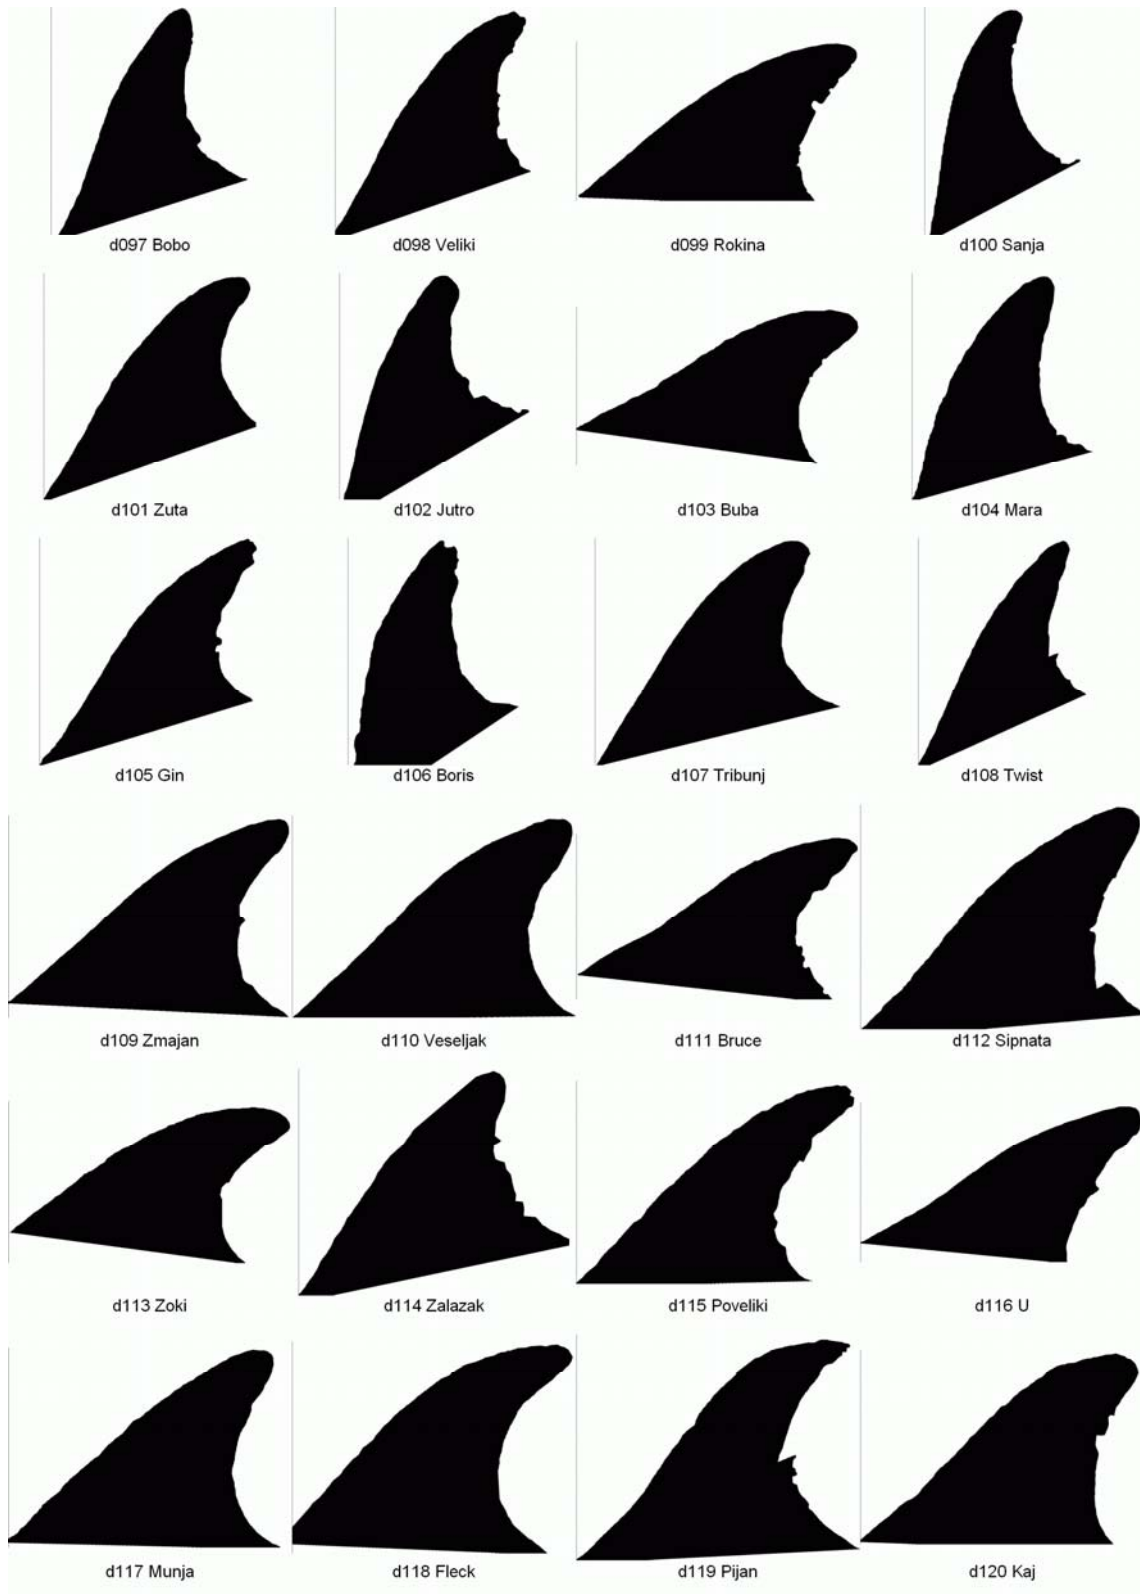 d097 Bobo d098 Veliki d099 Rokina d100 Sanja
d101 Zuta d102 Jutro d103 Buba d104 Mara
d105 Gin d106 Boris d107 Tribunj d108 Twist
d109 Zmajan d110 Veseljak d111 Bruce d112 Sipnata
d113 Zoki d114 Zalazak d115 Poveliki d116 U
d117 Munja d118 Fleck d119 Pijan d120 Kaj